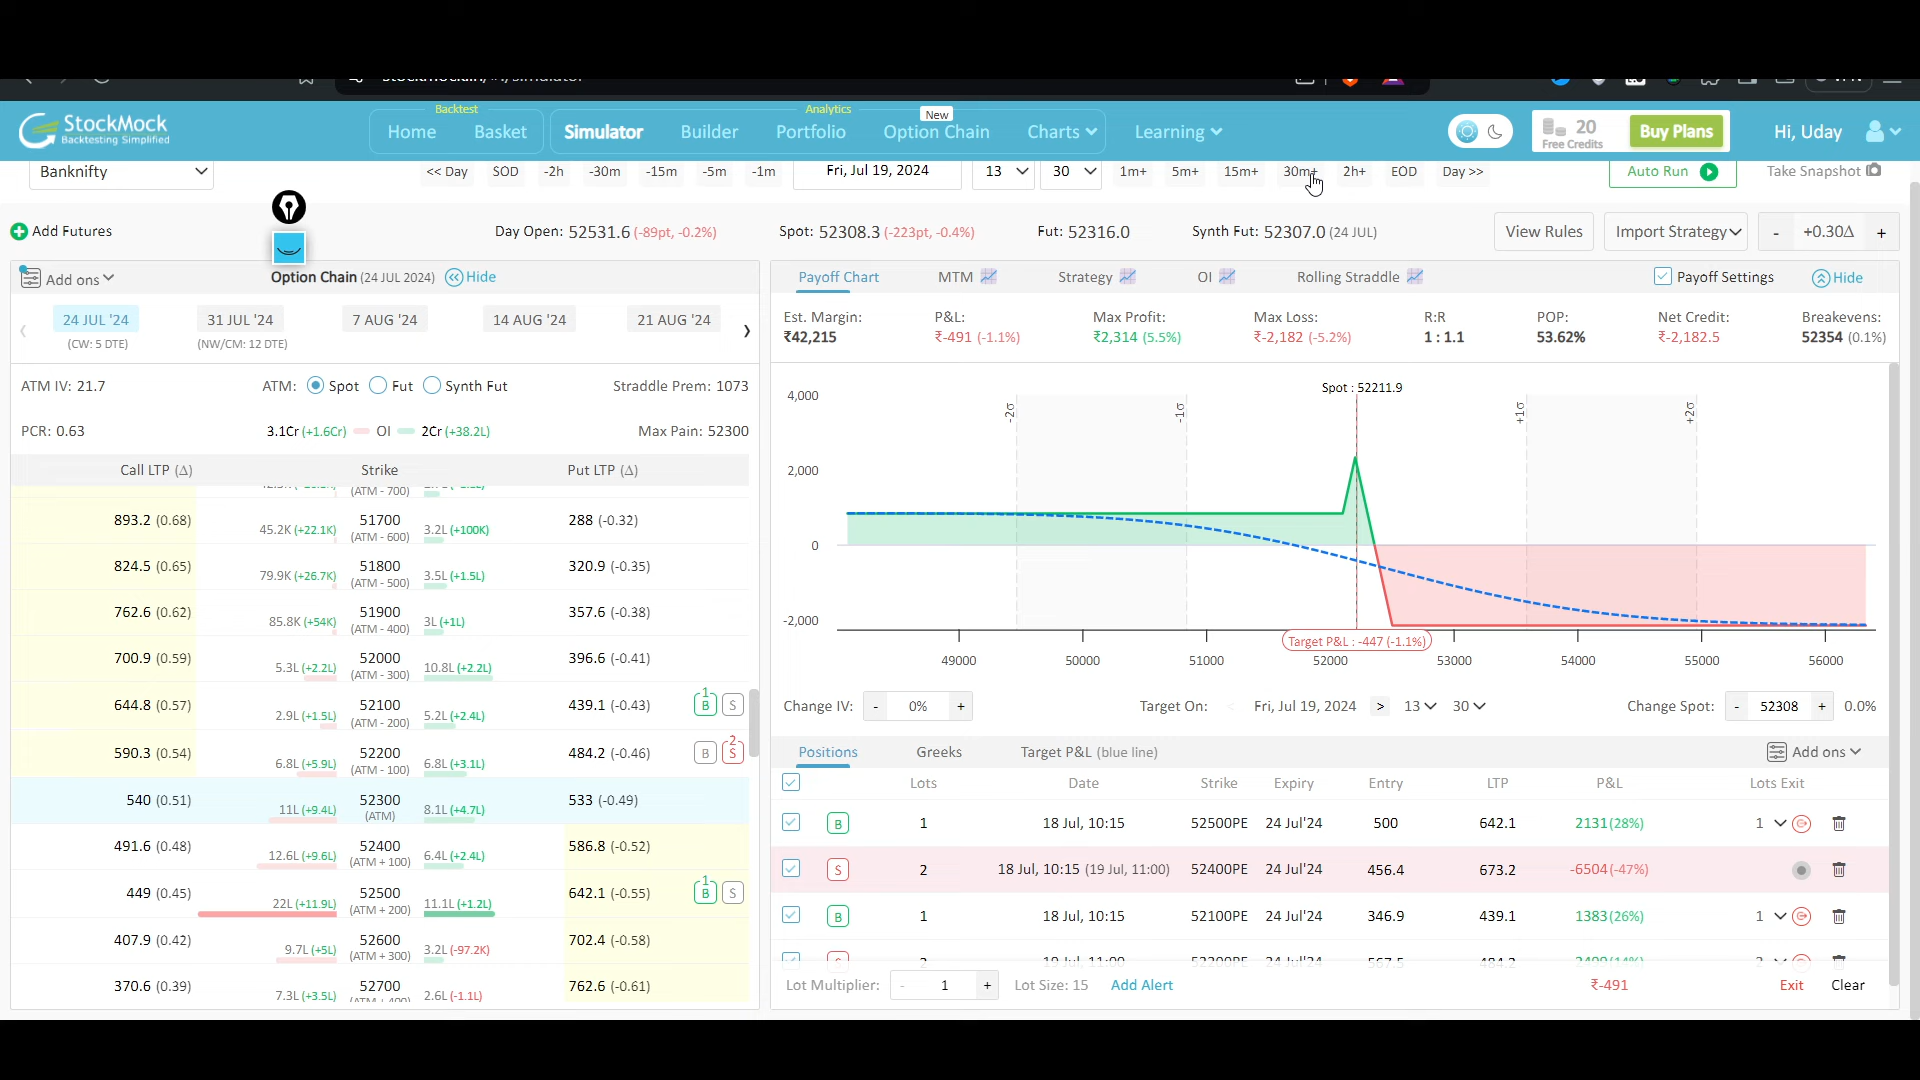 Backtest
Analytics
New
StockMock
Backtesting Simplified
Home Basket Simulator Builder Portfolio Option Chain Charts Learning
20
Free Credits
Buy Plans
Hi, Uday
Banknifty
<< Day SOD -2h -30m -15m -5m -1m Fri, Jul 19, 2024 13 30 1m+ 5m+ 15m+ 30m+ 2h+ EOD Day >>
Auto Run
Take Snapshot
Add Futures
Day Open: 52531.6 (-89pt, -0.2%) Spot: 52308.3 (-223pt, -0.4%) Fut: 52316.0 Synth Fut: 52307.0 (24 JUL)
View Rules Import Strategy - +0.30Δ +
Add ons Option Chain (24 JUL 2024) Hide
24 JUL '24 31 JUL '24 7 AUG '24 14 AUG '24 21 AUG '24
(CW: 5 DTE) (NW/CM: 12 DTE)
ATM IV: 21.7 ATM: Spot Fut Synth Fut Straddle Prem: 1073
PCR: 0.63 3.1Cr (+1.6Cr) OI 2Cr (+38.2L) Max Pain: 52300
Call LTP (Δ) Strike Put LTP (Δ)
(ATM - 700)
893.2 (0.68) 45.2K (+22.1K) 51700 (ATM - 600) 3.2L (+100K) 288 (-0.32)
824.5 (0.65) 79.9K (+26.7K) 51800 (ATM - 500) 3.5L (+1.5L) 320.9 (-0.35)
762.6 (0.62) 85.8K (+54K) 51900 (ATM - 400) 3L (+1L) 357.6 (-0.38)
700.9 (0.59) 5.3L (+2.2L) 52000 (ATM - 300) 10.8L (+2.2L) 396.6 (-0.41)
644.8 (0.57) 2.9L (+1.5L) 52100 (ATM - 200) 5.2L (+2.4L) 439.1 (-0.43) 1 B S
590.3 (0.54) 6.8L (+5.9L) 52200 (ATM - 100) 6.8L (+3.1L) 484.2 (-0.46) B 2 S
540 (0.51) 11L (+9.4L) 52300 (ATM) 8.1L (+4.7L) 533 (-0.49)
491.6 (0.48) 12.6L (+9.6L) 52400 (ATM + 100) 6.4L (+2.4L) 586.8 (-0.52)
449 (0.45) 22L (+11.9L) 52500 (ATM + 200) 11.1L (+1.2L) 642.1 (-0.55) 1 B S
407.9 (0.42) 9.7L (+5L) 52600 (ATM + 300) 3.2L (-97.2K) 702.4 (-0.58)
370.6 (0.39) 7.3L (+3.5L) 52700 (ATM + 400) 2.6L (-1.1L) 762.6 (-0.61)
Payoff Chart MTM Strategy OI Rolling Straddle Payoff Settings Hide
Est. Margin: P&L: Max Profit: Max Loss: R:R POP: Net Credit: Breakevens:
₹42,215 ₹-491 (-1.1%) ₹2,314 (5.5%) ₹-2,182 (-5.2%) 1 : 1.1 53.62% ₹-2,182.5 52354 (0.1%)
Spot : 52211.9
4,000
-2σ -1σ +1σ +2σ
2,000
0
-2,000
Target P&L : -447 (-1.1%)
49000 50000 51000 52000 53000 54000 55000 56000
Change IV: - 0% + Target On: < Fri, Jul 19, 2024 > 13 30 Change Spot: - 52308 + 0.0%
Positions Greeks Target P&L (blue line) Add ons
Lots Date Strike Expiry Entry LTP P&L Lots Exit
B 1 18 Jul, 10:15 52500PE 24 Jul'24 500 642.1 2131(28%) 1
S 2 18 Jul, 10:15 (19 Jul, 11:00) 52400PE 24 Jul'24 456.4 673.2 -6504(-47%)
B 1 18 Jul, 10:15 52100PE 24 Jul'24 346.9 439.1 1383(26%) 1
Lot Multiplier: - 1 + Lot Size: 15 Add Alert ₹-491 Exit Clear